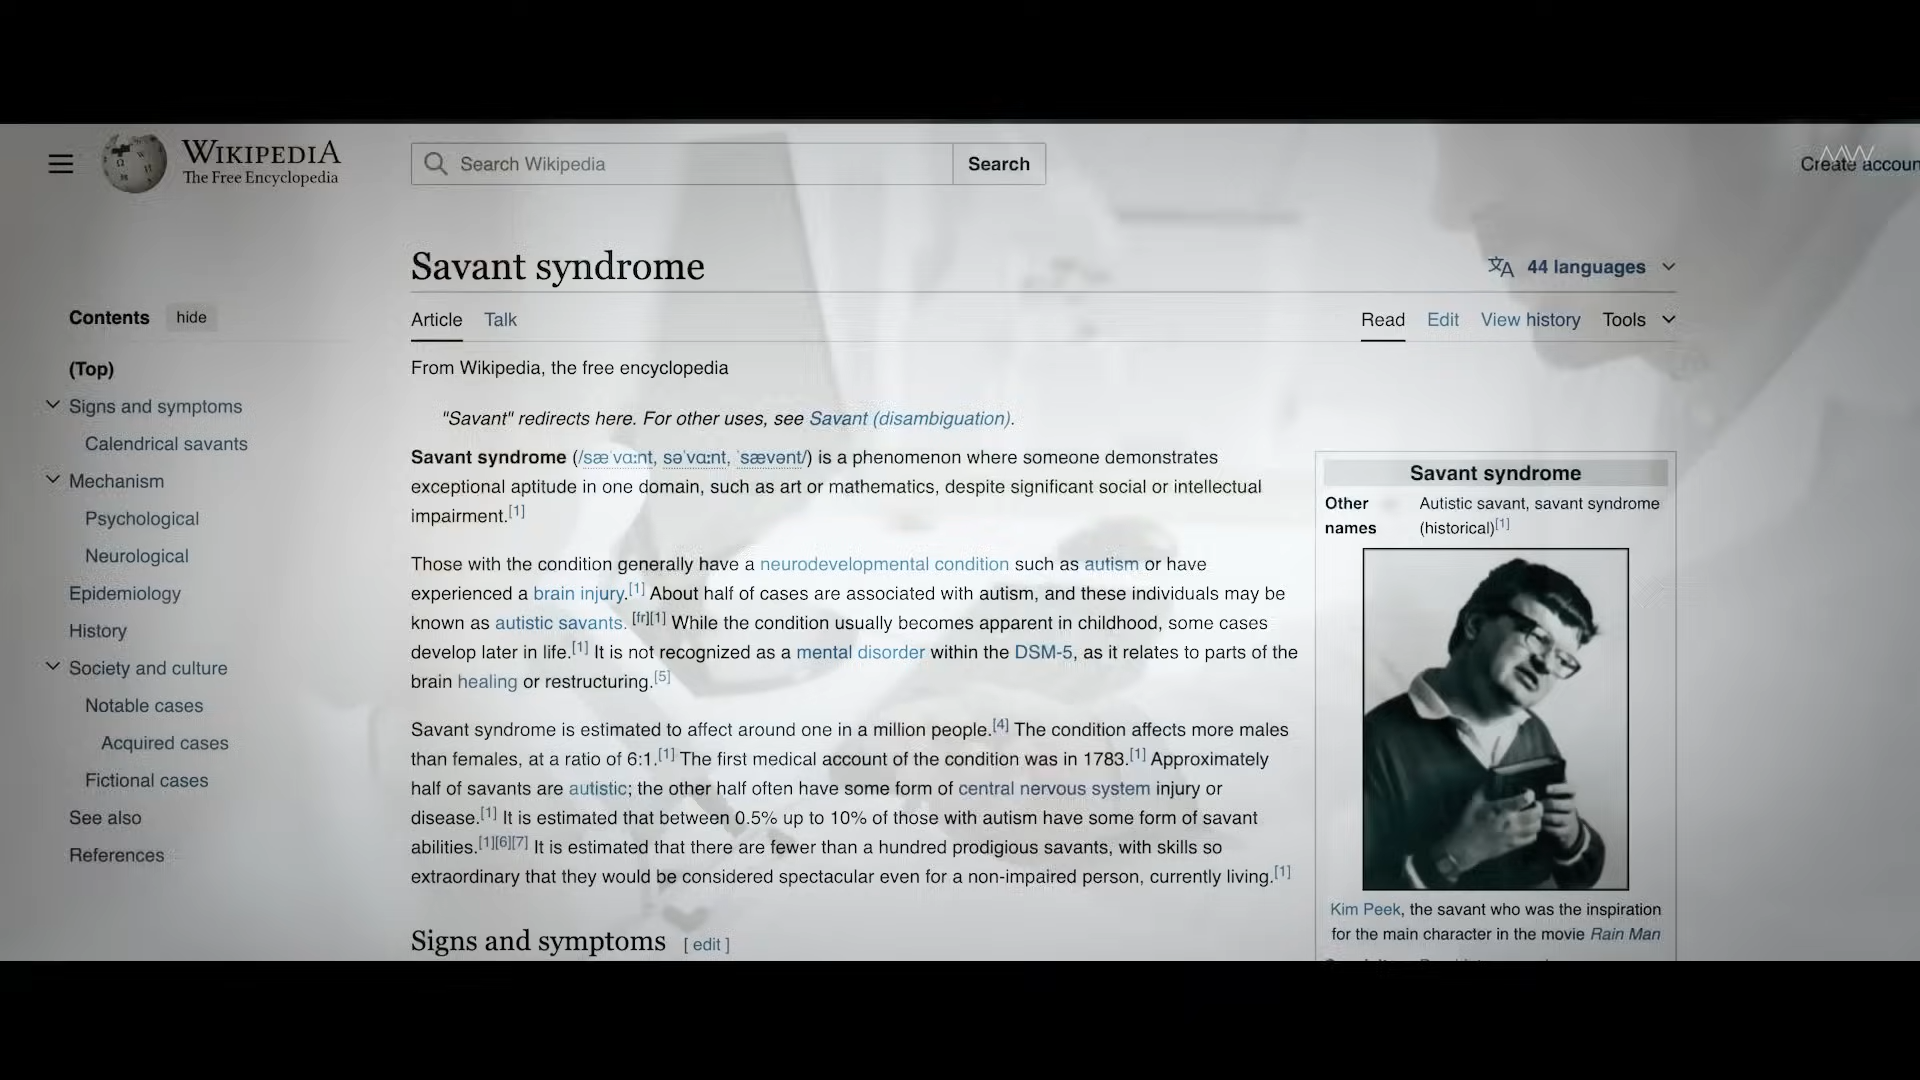 WIKIPEDIA
The Free Encyclopedia
Search Wikipedia
Search
MW
Create accoun
Savant syndrome
文A 44 languages
Contents hide
Article Talk
Read Edit View history Tools
(Top)
From Wikipedia, the free encyclopedia
Signs and symptoms
Calendrical savants
Mechanism
Psychological
Neurological
Epidemiology
History
Society and culture
Notable cases
Acquired cases
Fictional cases
See also
References
"Savant" redirects here. For other uses, see Savant (disambiguation).
Savant syndrome (/sæˈvɑːnt, səˈvɑːnt, ˈsævənt/) is a phenomenon where someone demonstrates
exceptional aptitude in one domain, such as art or mathematics, despite significant social or intellectual
impairment.[1]
Those with the condition generally have a neurodevelopmental condition such as autism or have
experienced a brain injury.[1] About half of cases are associated with autism, and these individuals may be
known as autistic savants. [fr][1] While the condition usually becomes apparent in childhood, some cases
develop later in life.[1] It is not recognized as a mental disorder within the DSM-5, as it relates to parts of the
brain healing or restructuring.[5]
Savant syndrome is estimated to affect around one in a million people.[4] The condition affects more males
than females, at a ratio of 6:1.[1] The first medical account of the condition was in 1783.[1] Approximately
half of savants are autistic; the other half often have some form of central nervous system injury or
disease.[1] It is estimated that between 0.5% up to 10% of those with autism have some form of savant
abilities.[1][6][7] It is estimated that there are fewer than a hundred prodigious savants, with skills so
extraordinary that they would be considered spectacular even for a non-impaired person, currently living.[1]
Signs and symptoms [ edit ]
Savant syndrome
Other names
Autistic savant, savant syndrome
(historical)[1]
Kim Peek, the savant who was the inspiration
for the main character in the movie Rain Man